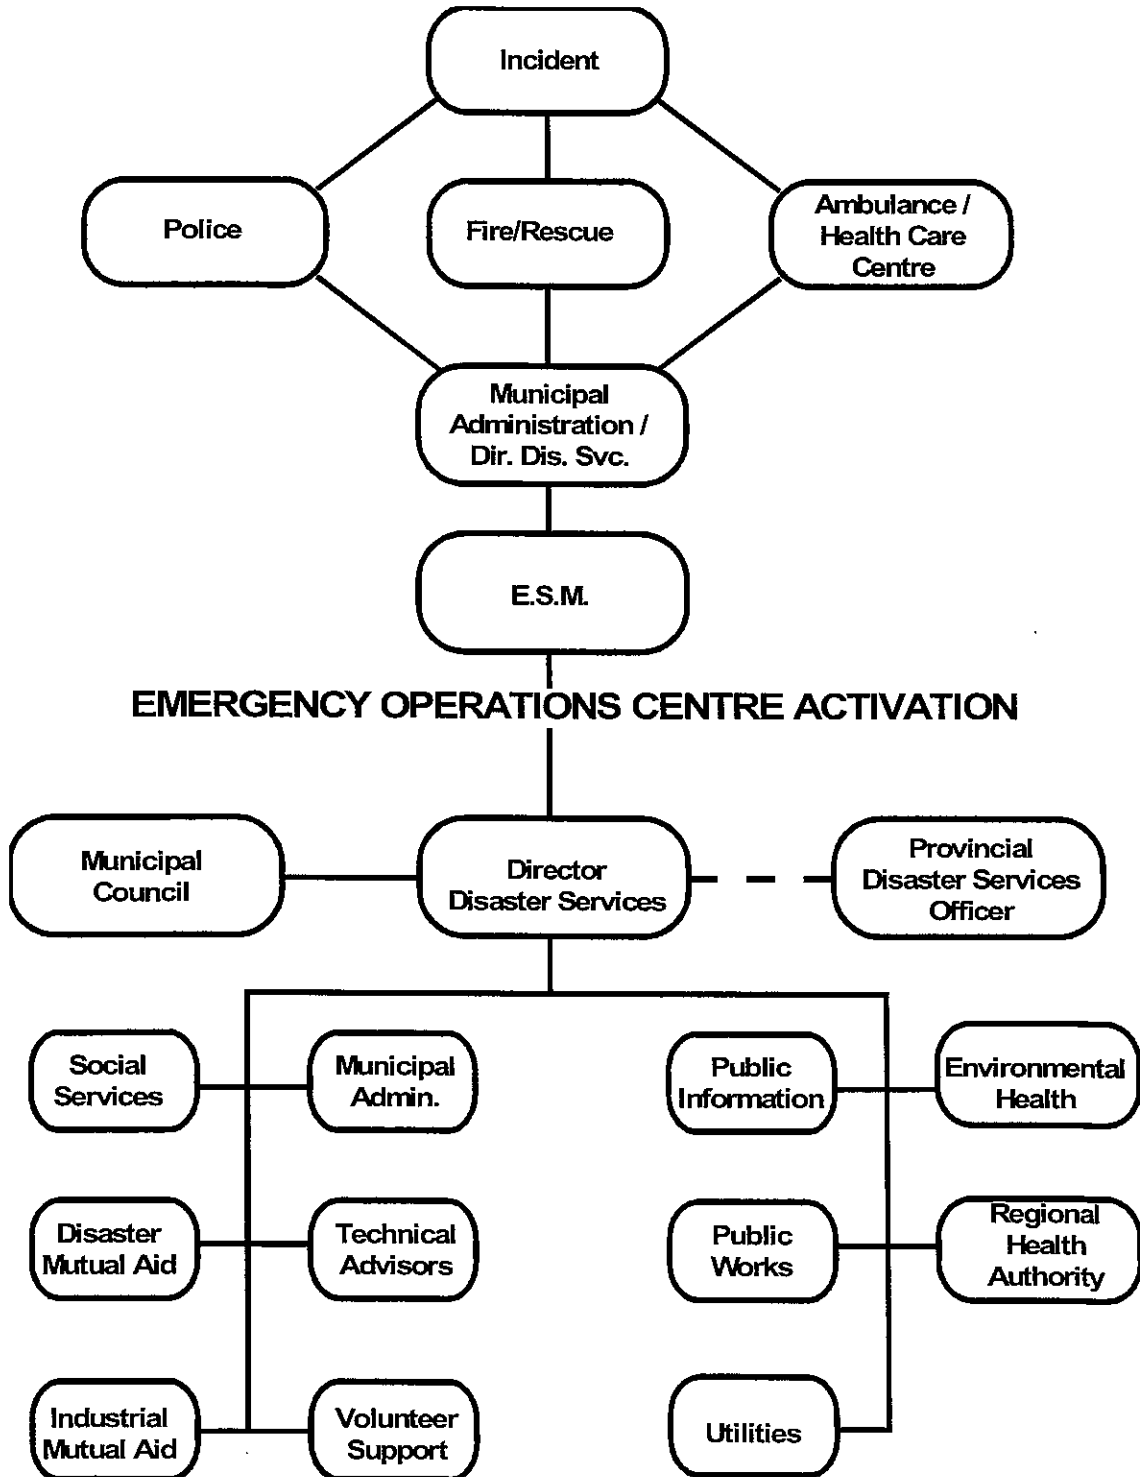 Incident
Police
Fire/Rescue
Ambulance /
Health Care
Centre
Municipal
Administration /
Dir. Dis. Svc.
E.S.M.
EMERGENCY OPERATIONS CENTRE ACTIVATION
Municipal
Council
Director
Disaster Services
Provincial
Disaster Services
Officer
Social
Services
Municipal
Admin.
Public
Information
Environmental
Health
Disaster
Mutual Aid
Technical
Advisors
Public
Works
Regional
Health
Authority
Industrial
Mutual Aid
Volunteer
Support
Utilities